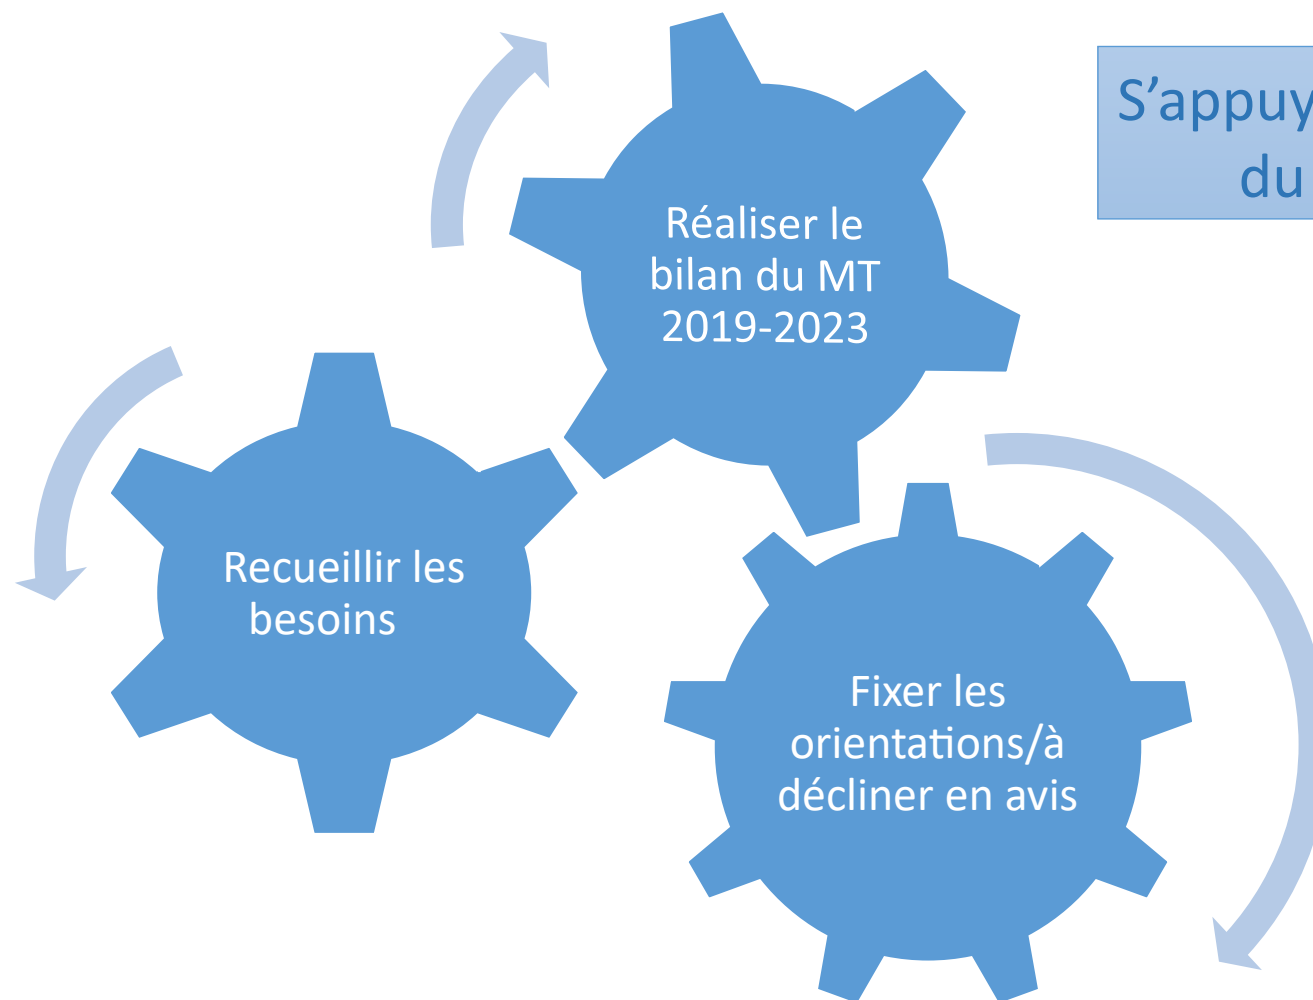 S'appuy
du
Réaliser le
bilan du MT
2019-2023
Recueillir les
besoins
Fixer les
orientations/à
décliner en avis